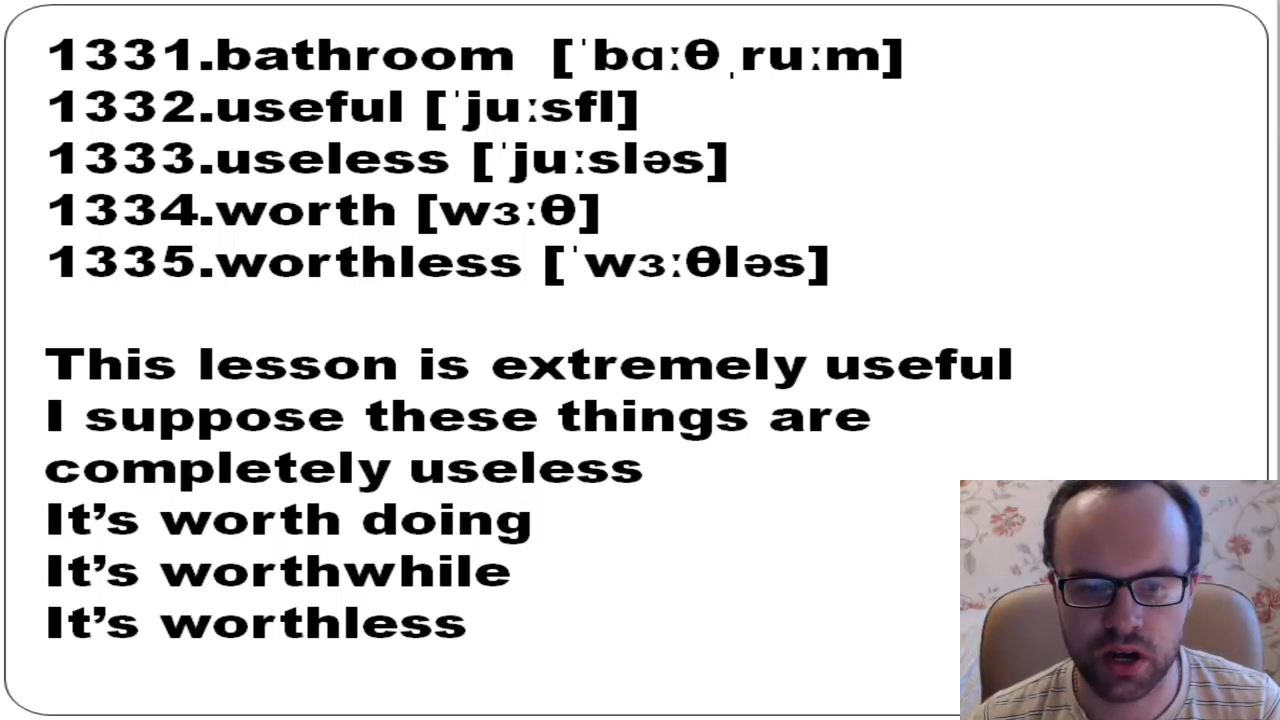 1331.bathroom [ˈbɑːθˌruːm]
1332.useful [ˈjuːsfl]
1333.useless [ˈjuːsləs]
1334.worth [wɜːθ]
1335.worthless [ˈwɜːθləs]
This lesson is extremely useful
I suppose these things are
completely useless
It’s worth doing
It’s worthwhile
It’s worthless